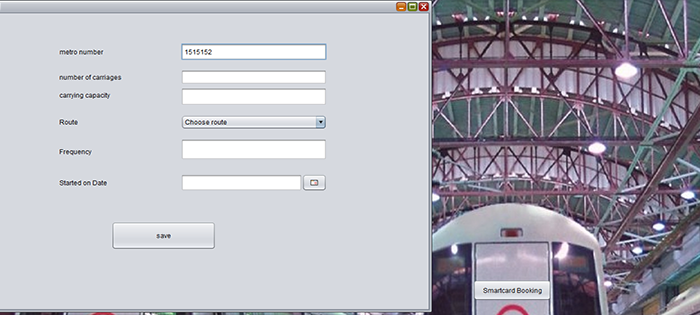 metro number
1515152
number of carriages
carrying capacity
Route
Choose route
Frequency
Started on Date
save
Smartcard Booking